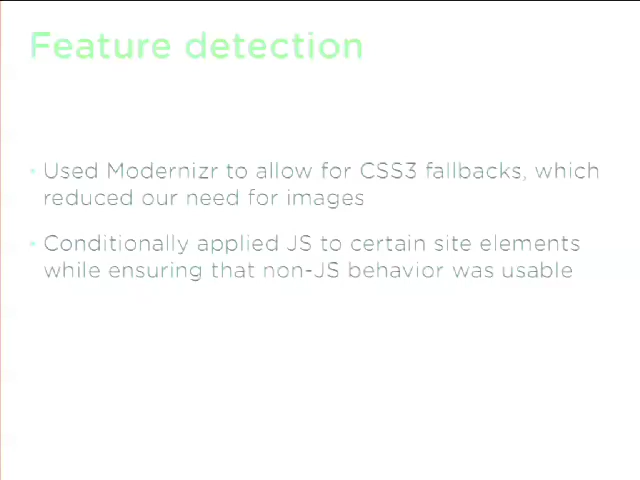 Feature detection
• Used Modernizr to allow for CSS3 fallbacks, which
reduced our need for images
• Conditionally applied JS to certain site elements
while ensuring that non-JS behavior was usable